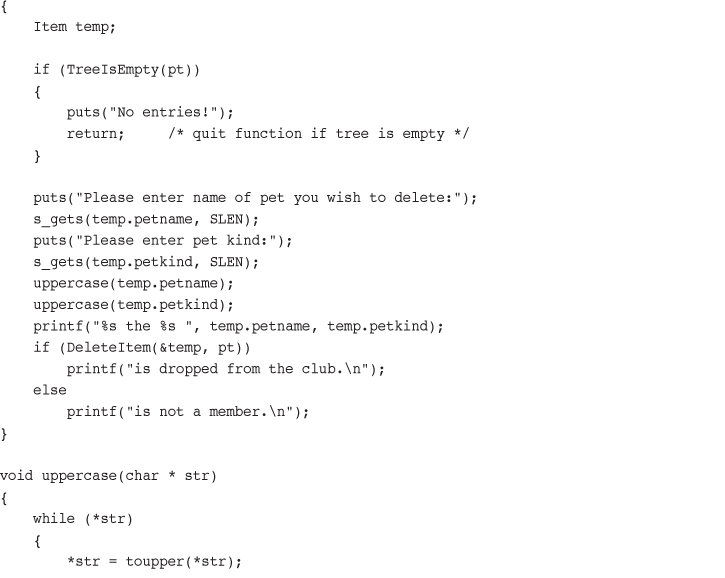 {
    Item temp;

    if (TreeIsEmpty(pt))
    {
        puts("No entries!");
        return;     /* quit function if tree is empty */
    }

    puts("Please enter name of pet you wish to delete:");
    s_gets(temp.petname, SLEN);
    puts("Please enter pet kind:");
    s_gets(temp.petkind, SLEN);
    uppercase(temp.petname);
    uppercase(temp.petkind);
    printf("%s the %s ", temp.petname, temp.petkind);
    if (DeleteItem(&temp, pt))
        printf("is dropped from the club.\n");
    else
        printf("is not a member.\n");
}

void uppercase(char * str)
{
    while (*str)
    {
        *str = toupper(*str);